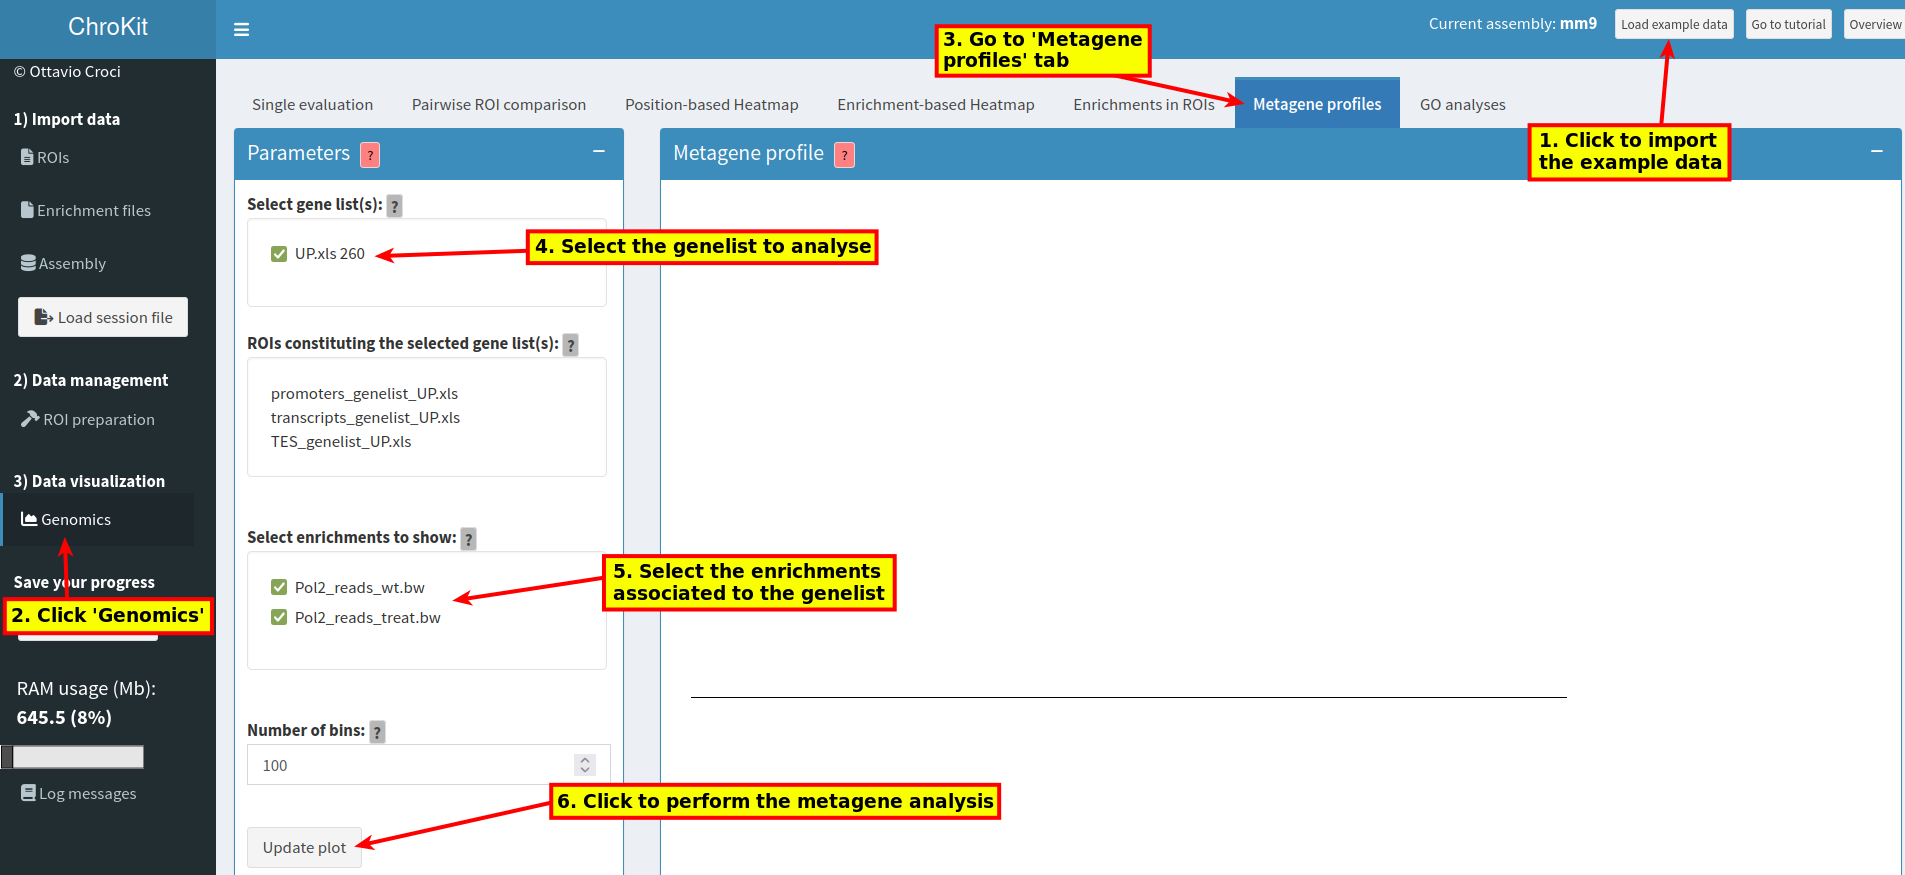 ChroKit
Current assembly: mm9
Load example data
Go to tutorial
Overview
3. Go to 'Metagene
profiles' tab
© Ottavio Croci
1) Import data
ROIs
Enrichment files
Assembly
Load session file
2) Data management
ROI preparation
3) Data visualization
Genomics
Save your progress
2. Click 'Genomics'
RAM usage (Mb):
645.5 (8%)
Log messages
Single evaluation
Pairwise ROI comparison
Position-based Heatmap
Enrichment-based Heatmap
Enrichments in ROIs
Metagene profiles
GO analyses
1. Click to import
the example data
Parameters ?
Select gene list(s): ?
UP.xls 260
4. Select the genelist to analyse
ROIs constituting the selected gene list(s): ?
promoters_genelist_UP.xls
transcripts_genelist_UP.xls
TES_genelist_UP.xls
Select enrichments to show: ?
Pol2_reads_wt.bw
Pol2_reads_treat.bw
5. Select the enrichments
associated to the genelist
Number of bins: ?
100
6. Click to perform the metagene analysis
Update plot
Metagene profile ?